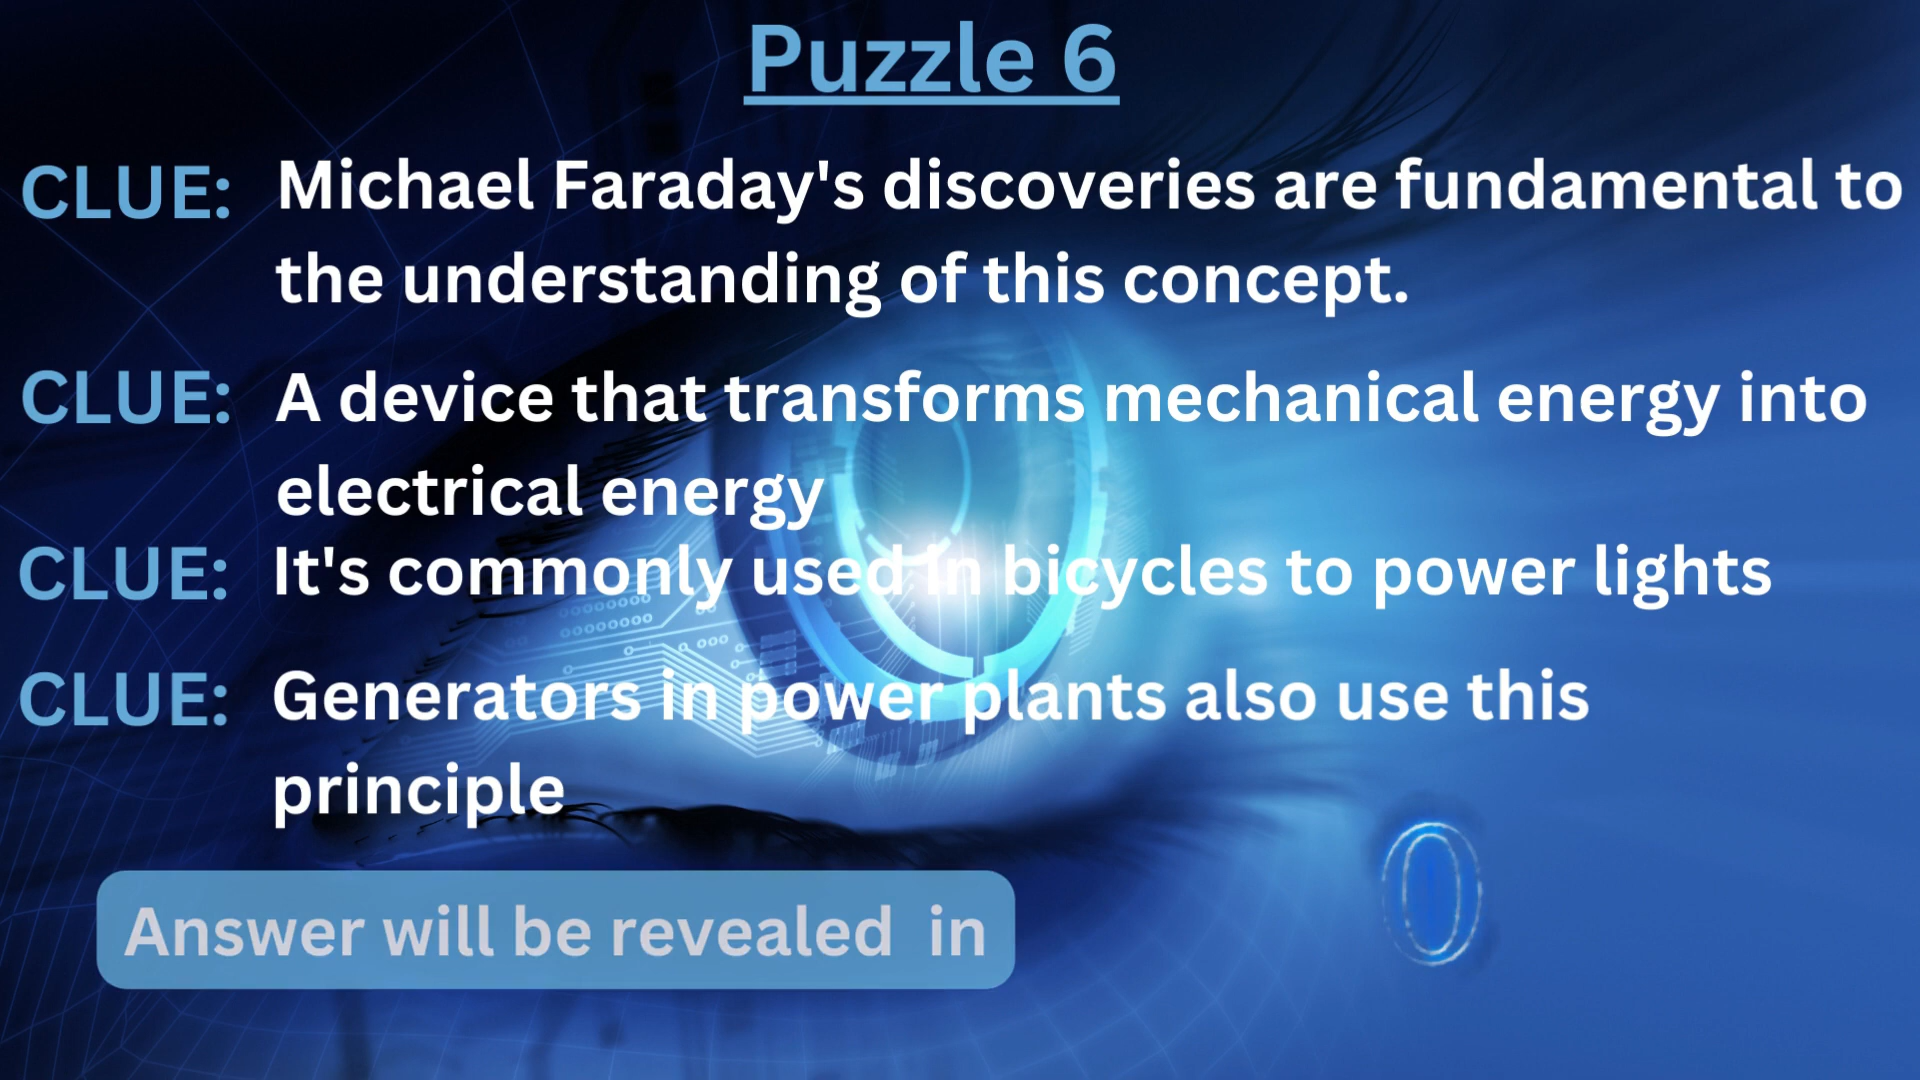 Puzzle 6
CLUE: Michael Faraday's discoveries are fundamental to
the understanding of this concept.
CLUE: A device that transforms mechanical energy into
electrical energy
CLUE: It's commonly used in bicycles to power lights
CLUE: Generators in power plants also use this
principle
Answer will be revealed in
0